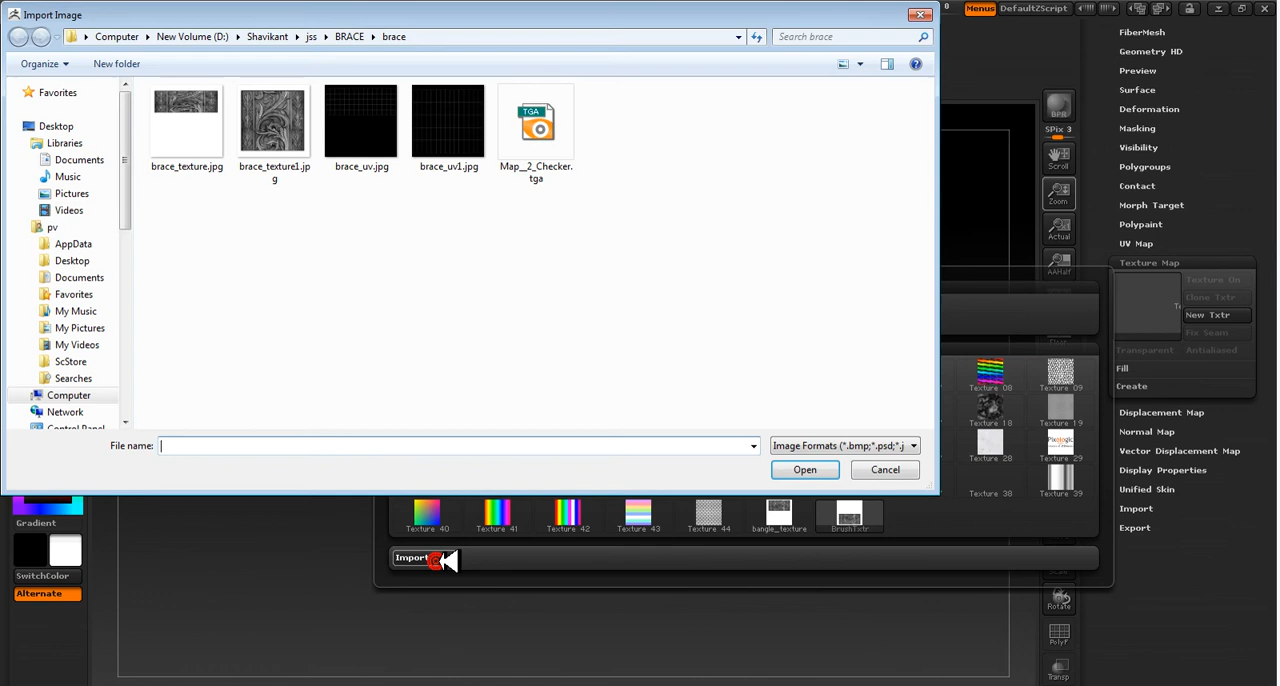 Import Image
0
Menus
DefaultZScript
Computer
New Volume (D:)
Shavikant
jss
BRACE
brace
Search brace
Organize
New folder
Favorites
Desktop
Libraries
Documents
Music
Pictures
Videos
pv
AppData
Desktop
Documents
Favorites
My Music
My Pictures
My Videos
ScStore
Searches
Computer
Network
Control Panel
brace_texture.jpg
brace_texture1.jp
g
brace_uv.jpg
brace_uv1.jpg
TGA
Map__2_Checker.
tga
File name:
Image Formats (*.bmp;*.psd;*.j
Open
Cancel
BPR
SPix 3
Scroll
Zoom
Actual
AAHalf
FiberMesh
Geometry HD
Preview
Surface
Deformation
Masking
Visibility
Polygroups
Contact
Morph Target
Polypaint
UV Map
Texture Map
Texture On
Clone Txtr
New Txtr
Fix Seam
Transparent
Antialiased
Fill
Create
Displacement Map
Normal Map
Vector Displacement Map
Display Properties
Unified Skin
Import
Export
Texture 08
Texture 09
Texture 18
Texture 19
Pixologic
Texture 28
Texture 29
Texture 38
Texture 39
Texture 40
Texture 41
Texture 42
Texture 43
Texture 44
bangle_texture
BrushTxtr
Import
Gradient
SwitchColor
Alternate
Rotate
PolyF
Transp